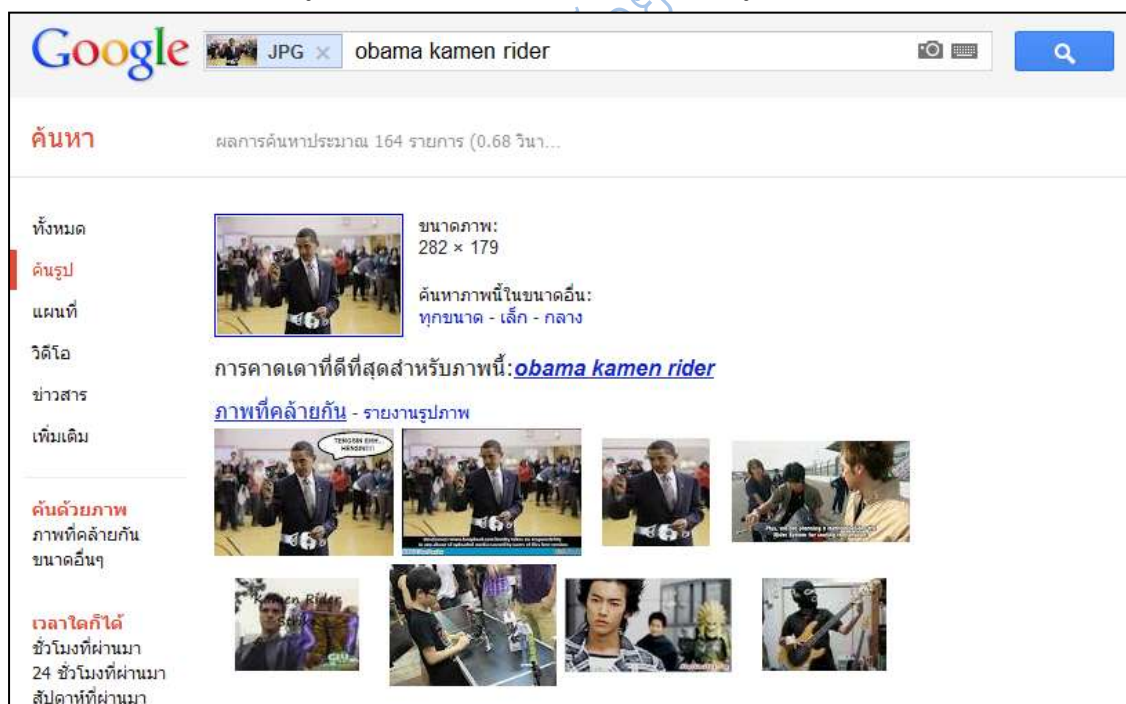 Google JPG × obama kamen rider
ค้นหา
ผลการค้นหาประมาณ 164 รายการ (0.68 วินา...
ทั้งหมด
ค้นรูป
แผนที่
วิดีโอ
ข่าวสาร
เพิ่มเติม
ค้นด้วยภาพ
ภาพที่คล้ายกัน
ขนาดอื่นๆ
เวลาใดก็ได้
ชั่วโมงที่ผ่านมา
24 ชั่วโมงที่ผ่านมา
สัปดาห์ที่ผ่านมา
ขนาดภาพ:
282 × 179
ค้นหาภาพนี้ในขนาดอื่น:
ทุกขนาด - เล็ก - กลาง
การคาดเดาที่ดีที่สุดสำหรับภาพนี้: obama kamen rider
ภาพที่คล้ายกัน - รายงานรูปภาพ
TENGSIN EHH..
HENSIN!!!
Kamen Rider
Strike